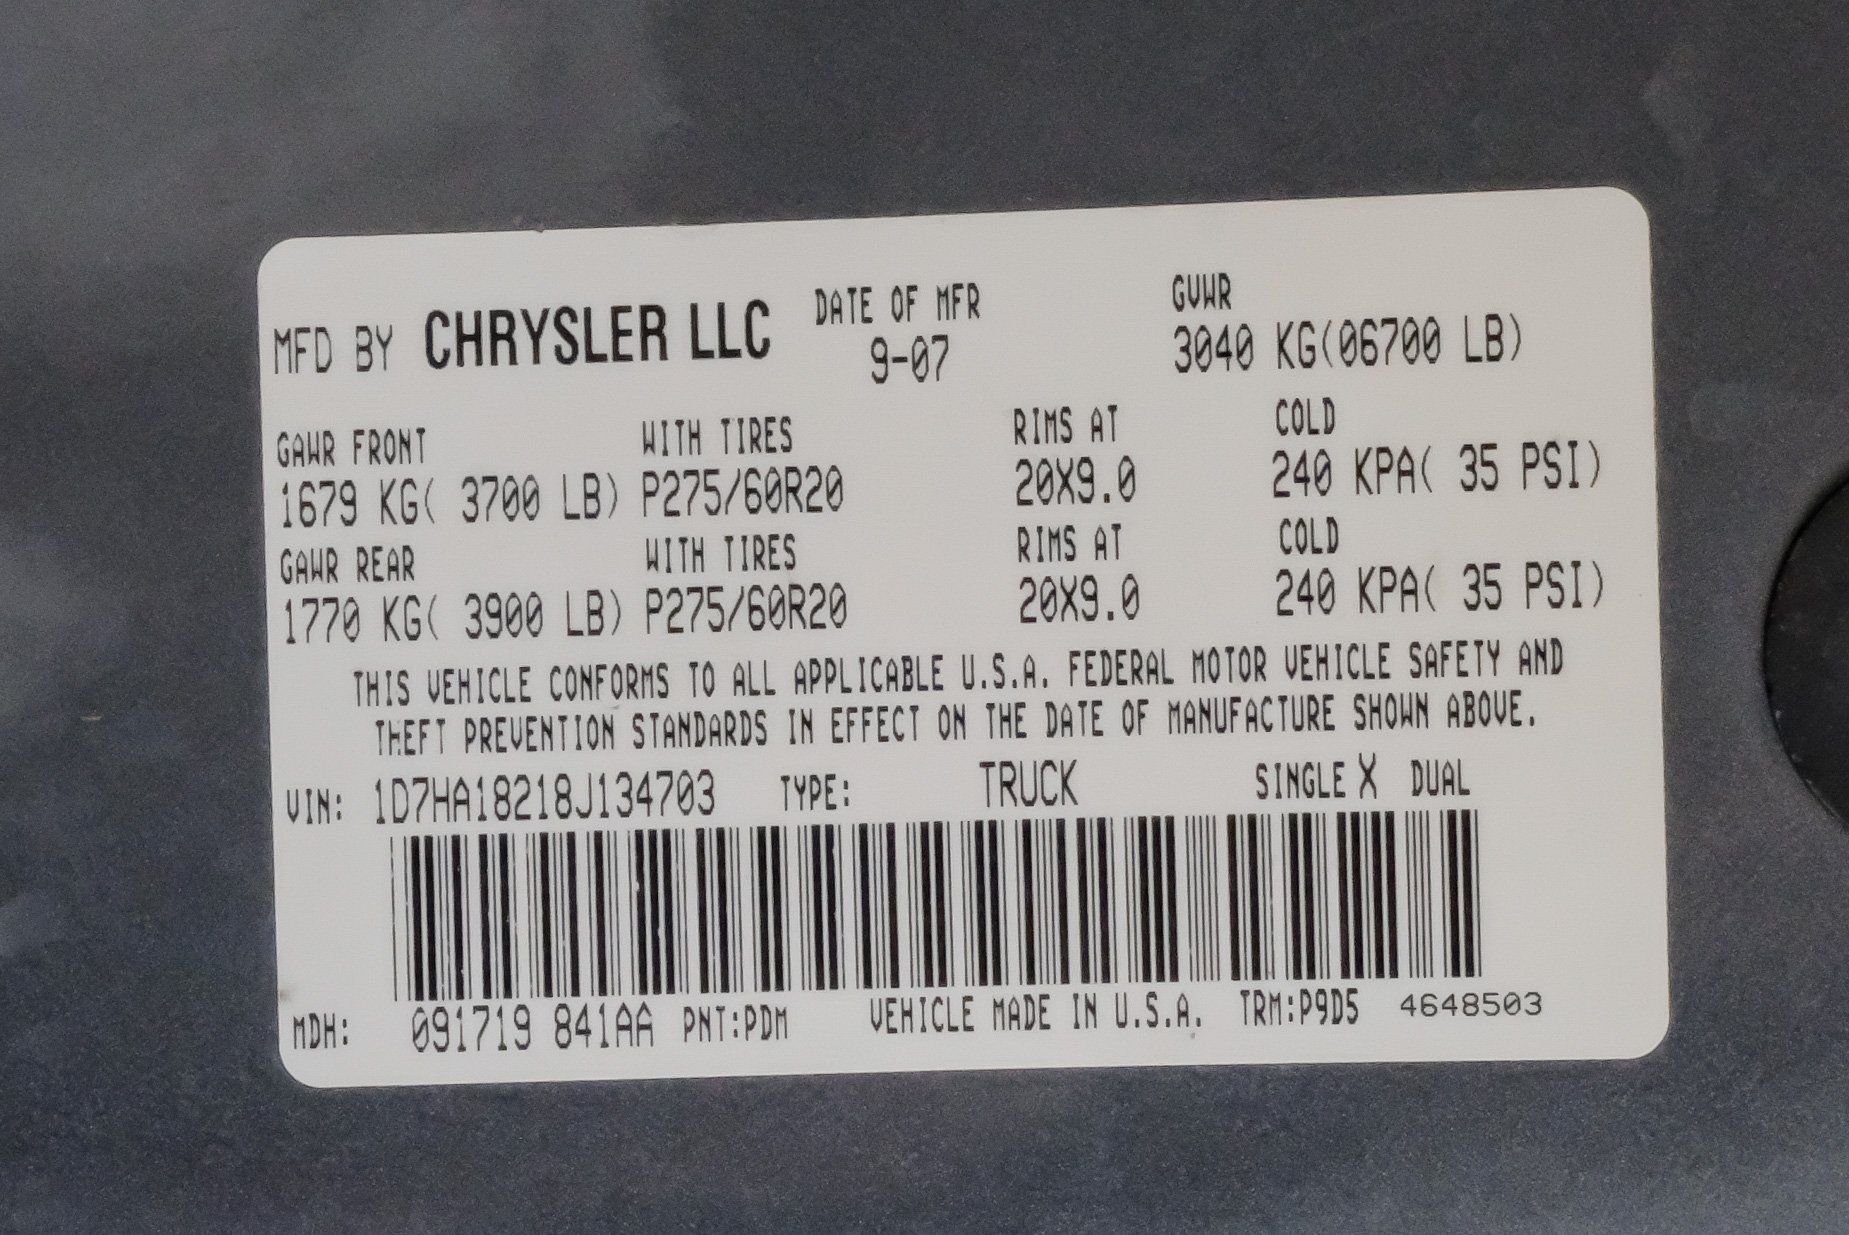 MFD BY CHRYSLER LLC DATE OF MFR GVWR
9-07 3040 KG(06700 LB)
GAWR FRONT WITH TIRES RIMS AT COLD
1679 KG( 3700 LB) P275/60R20 20X9.0 240 KPA( 35 PSI)
GAWR REAR WITH TIRES RIMS AT COLD
1770 KG( 3900 LB) P275/60R20 20X9.0 240 KPA( 35 PSI)
THIS VEHICLE CONFORMS TO ALL APPLICABLE U.S.A. FEDERAL MOTOR VEHICLE SAFETY AND
THEFT PREVENTION STANDARDS IN EFFECT ON THE DATE OF MANUFACTURE SHOWN ABOVE.
VIN: 1D7HA18218J134703 TYPE: TRUCK SINGLE X DUAL
MDH: 091719 841AA PNT:PDM VEHICLE MADE IN U.S.A. TRM:P9D5 4648503